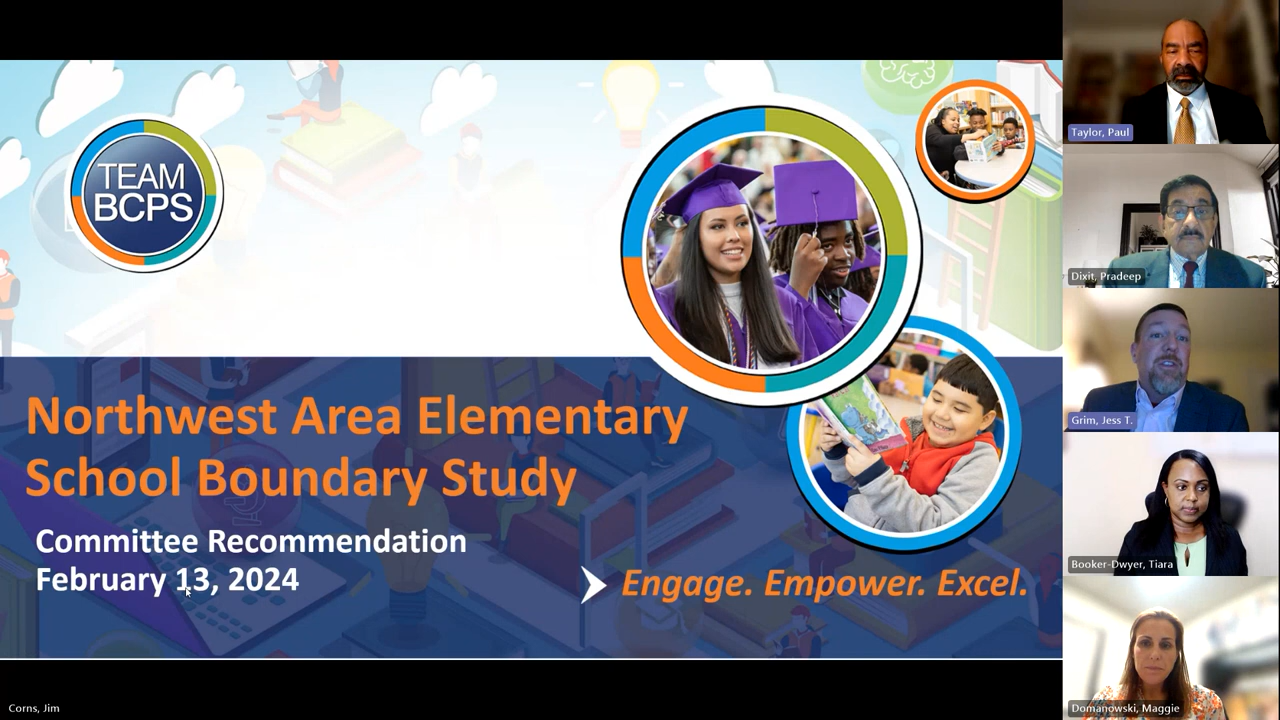 TEAM
BCPS
Northwest Area Elementary
School Boundary Study
Committee Recommendation
February 13, 2024
Engage. Empower. Excel.
Taylor, Paul
Dixit, Pradeep
Grim, Jess T.
Booker-Dwyer, Tiara
Domanowski, Maggie
Corns, Jim